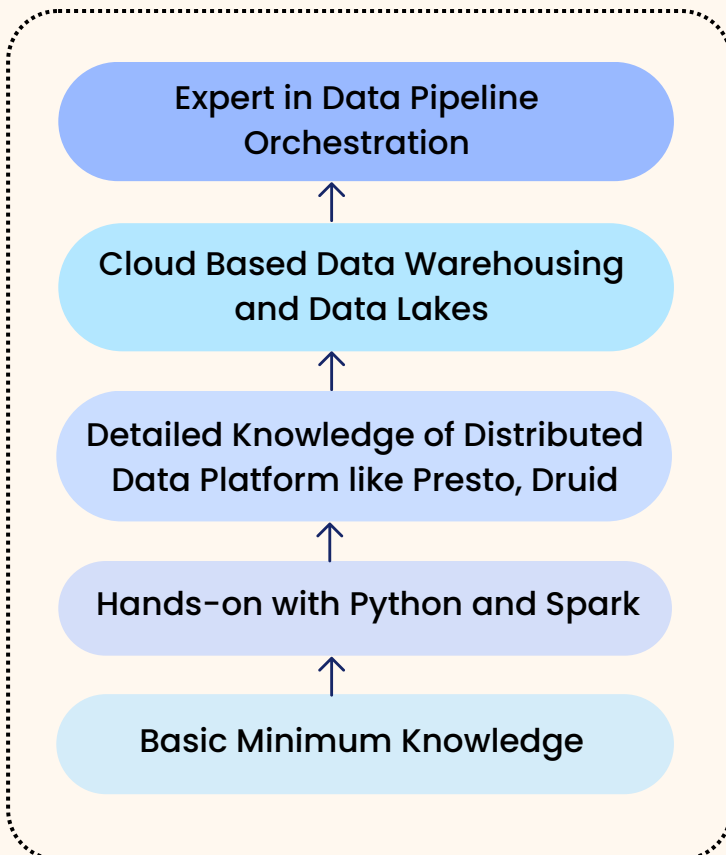 Expert in Data Pipeline
Orchestration
Cloud Based Data Warehousing
and Data Lakes
Detailed Knowledge of Distributed
Data Platform like Presto, Druid
Hands-on with Python and Spark
Basic Minimum Knowledge